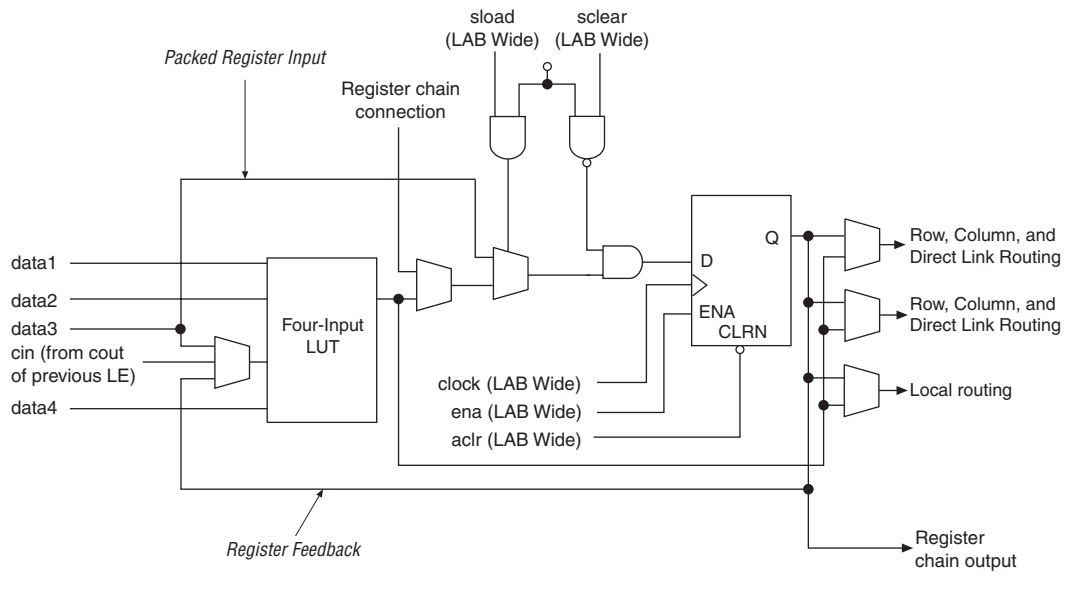 sload
(LAB Wide)
sclear
(LAB Wide)
Packed Register Input
Register chain
connection
data1
data2
data3
cin (from cout
of previous LE)
data4
Four-Input
LUT
Q
D
ENA
CLRN
clock (LAB Wide)
ena (LAB Wide)
aclr (LAB Wide)
Row, Column, and
Direct Link Routing
Row, Column, and
Direct Link Routing
Local routing
Register Feedback
Register
chain output